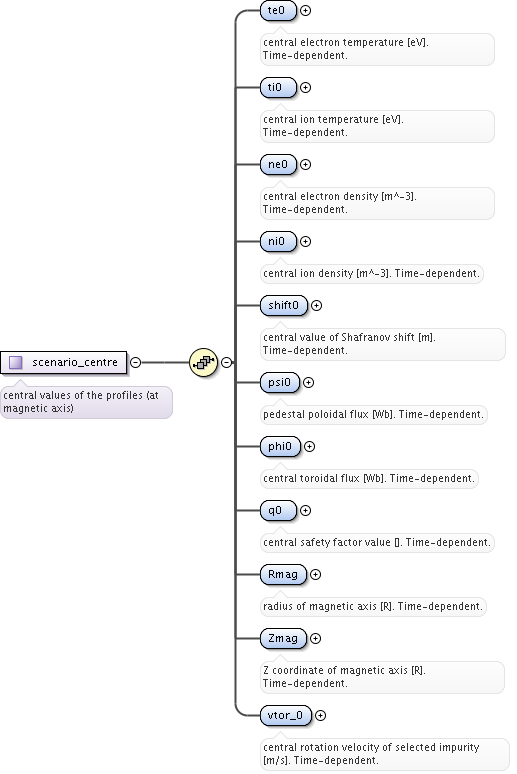 te0
central electron temperature [eV].
Time-dependent.
ti0
central ion temperature [eV].
Time-dependent.
ne0
central electron density [m^-3].
Time-dependent.
ni0
central ion density [m^-3]. Time-dependent.
shift0
central value of Shafranov shift [m].
Time-dependent.
scenario_centre
central values of the profiles (at
magnetic axis)
psi0
pedestal poloidal flux [Wb]. Time-dependent.
phi0
central toroidal flux [Wb]. Time-dependent.
q0
central safety factor value []. Time-dependent.
Rmag
radius of magnetic axis [R]. Time-dependent.
Zmag
Z coordinate of magnetic axis [R].
Time-dependent.
vtor_0
central rotation velocity of selected impurity
[m/s]. Time-dependent.